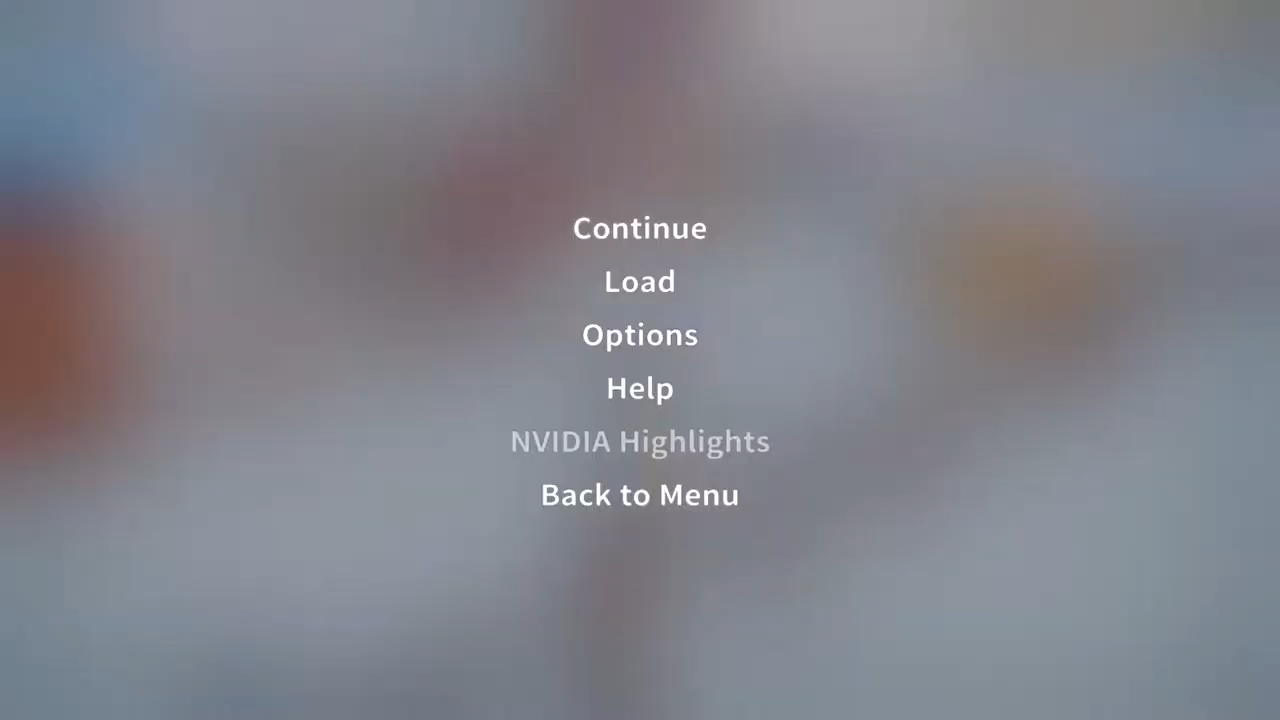 Continue
Load
Options
Help
NVIDIA Highlights
Back to Menu